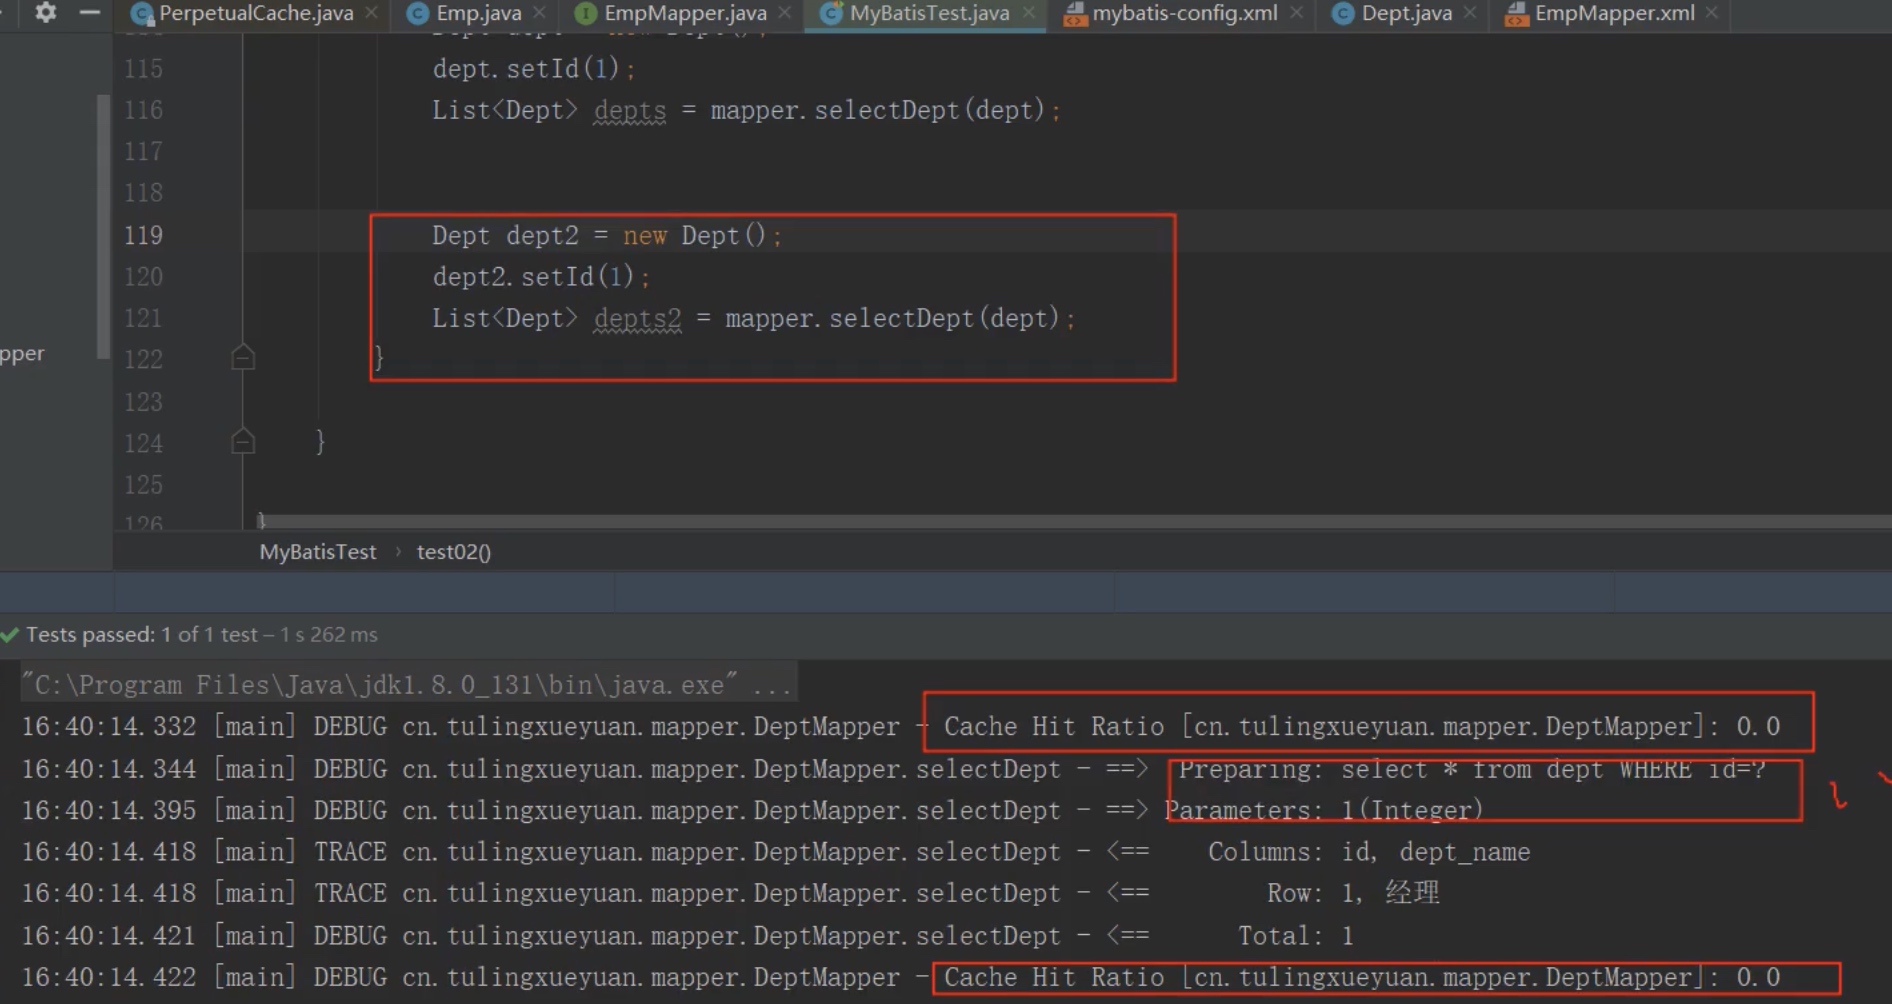 PerpetualCache.java Emp.java EmpMapper.java MyBatisTest.java mybatis-config.xml Dept.java EmpMapper.xml
115 dept.setId(1);
116 List<Dept> depts = mapper.selectDept(dept);
117
118
119 Dept dept2 = new Dept();
120 dept2.setId(1);
121 List<Dept> depts2 = mapper.selectDept(dept);
pper
122 }
123
124 }
125
126 }
MyBatisTest › test02()
Tests passed: 1 of 1 test – 1 s 262 ms
"C:\Program Files\Java\jdk1.8.0_131\bin\java.exe" ...
16:40:14.332 [main] DEBUG cn.tulingxueyuan.mapper.DeptMapper - Cache Hit Ratio [cn.tulingxueyuan.mapper.DeptMapper]: 0.0
16:40:14.344 [main] DEBUG cn.tulingxueyuan.mapper.DeptMapper.selectDept - ==> Preparing: select * from dept WHERE id=?
16:40:14.395 [main] DEBUG cn.tulingxueyuan.mapper.DeptMapper.selectDept - ==> Parameters: 1(Integer)
16:40:14.418 [main] TRACE cn.tulingxueyuan.mapper.DeptMapper.selectDept - <== Columns: id, dept_name
16:40:14.418 [main] TRACE cn.tulingxueyuan.mapper.DeptMapper.selectDept - <== Row: 1, 经理
16:40:14.421 [main] DEBUG cn.tulingxueyuan.mapper.DeptMapper.selectDept - <== Total: 1
16:40:14.422 [main] DEBUG cn.tulingxueyuan.mapper.DeptMapper - Cache Hit Ratio [cn.tulingxueyuan.mapper.DeptMapper]: 0.0